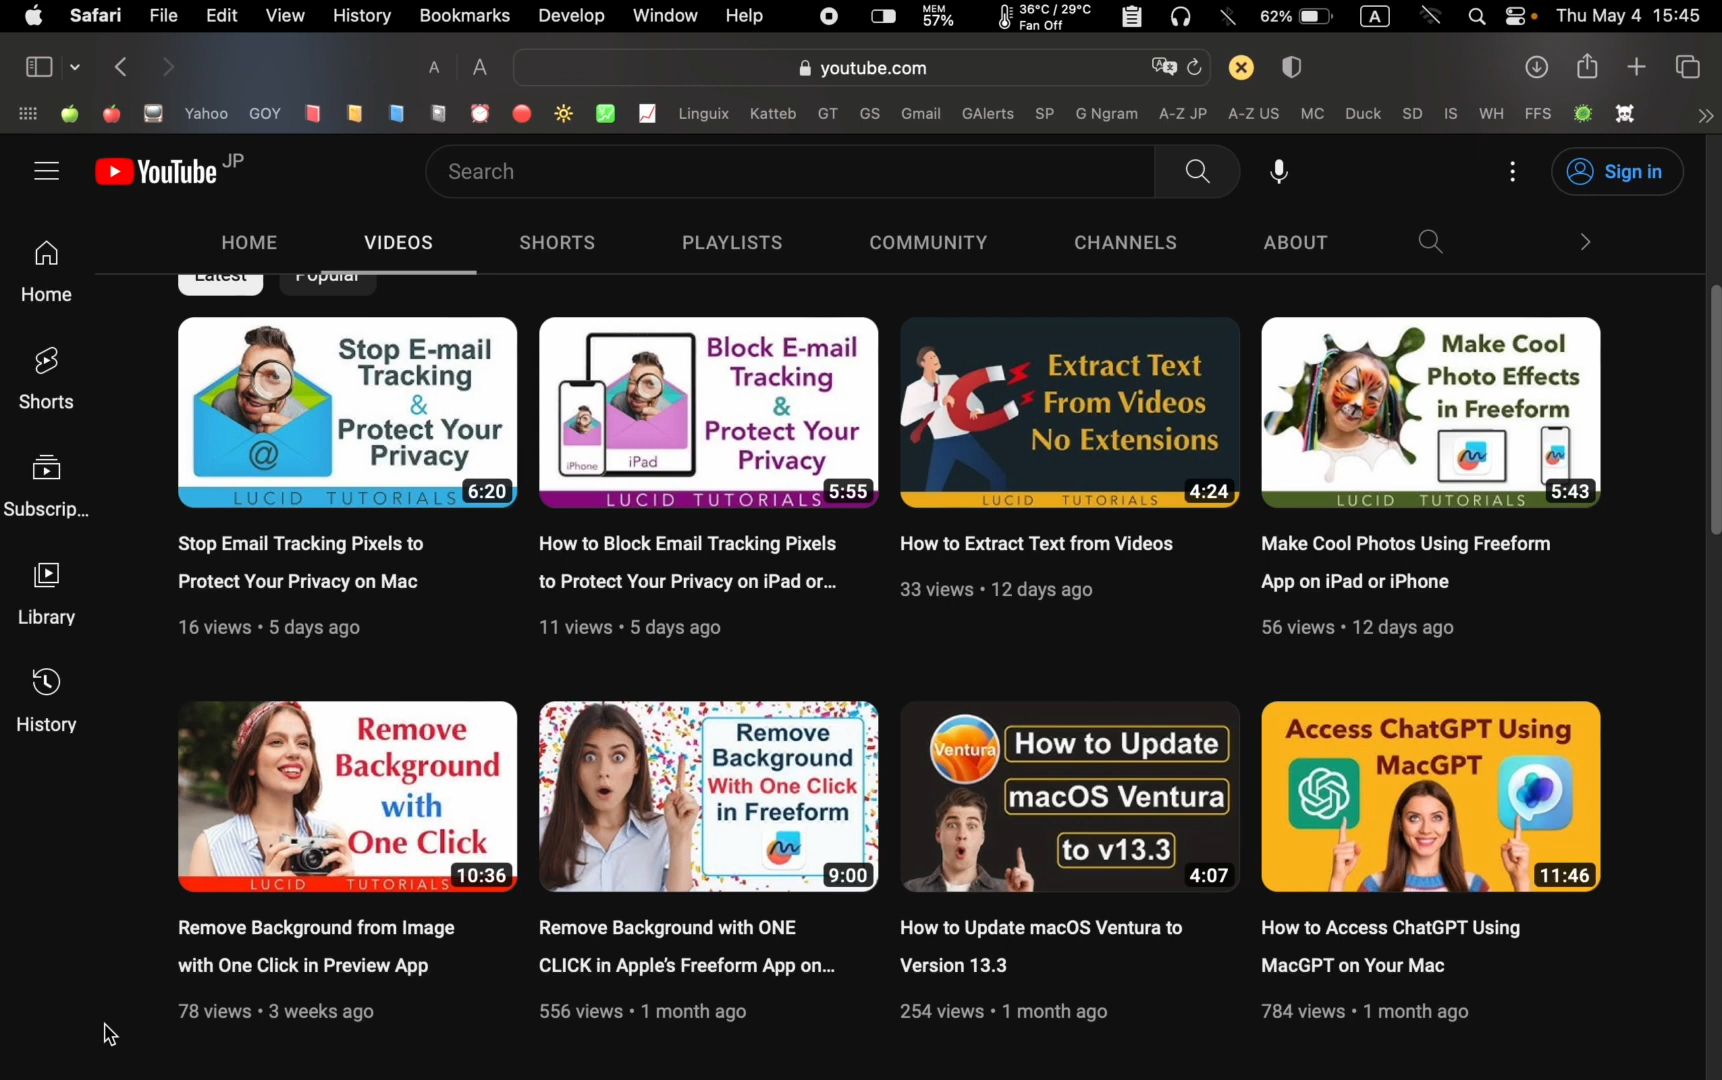 Safari File Edit View History Bookmarks Develop Window Help MEM 57% 36°C / 29°C Fan Off 62% A Thu May 4 15:45
A A youtube.com
Yahoo GOY Linguix Katteb GT GS Gmail GAlerts SP G Ngram A-Z JP A-Z US MC Duck SD IS WH FFS
YouTube JP Search Sign in
HOME VIDEOS SHORTS PLAYLISTS COMMUNITY CHANNELS ABOUT
Latest Popular
Home
Shorts
Subscrip...
Library
History
Stop E-mail
Tracking
&
Protect Your
Privacy
@
LUCID TUTORIALS 6:20
Stop Email Tracking Pixels to
Protect Your Privacy on Mac
16 views • 5 days ago
Block E-mail
Tracking
&
Protect Your
Privacy
iPhone iPad
LUCID TUTORIALS 5:55
How to Block Email Tracking Pixels
to Protect Your Privacy on iPad or...
11 views • 5 days ago
Extract Text
From Videos
No Extensions
LUCID TUTORIALS 4:24
How to Extract Text from Videos
33 views • 12 days ago
Make Cool
Photo Effects
in Freeform
LUCID TUTORIALS 5:43
Make Cool Photos Using Freeform
App on iPad or iPhone
56 views • 12 days ago
Remove
Background
with
One Click
LUCID TUTORIALS 10:36
Remove Background from Image
with One Click in Preview App
78 views • 3 weeks ago
Remove
Background
With One Click
in Freeform
9:00
Remove Background with ONE
CLICK in Apple’s Freeform App on...
556 views • 1 month ago
Ventura How to Update
macOS Ventura
to v13.3
4:07
How to Update macOS Ventura to
Version 13.3
254 views • 1 month ago
Access ChatGPT Using
MacGPT
11:46
How to Access ChatGPT Using
MacGPT on Your Mac
784 views • 1 month ago